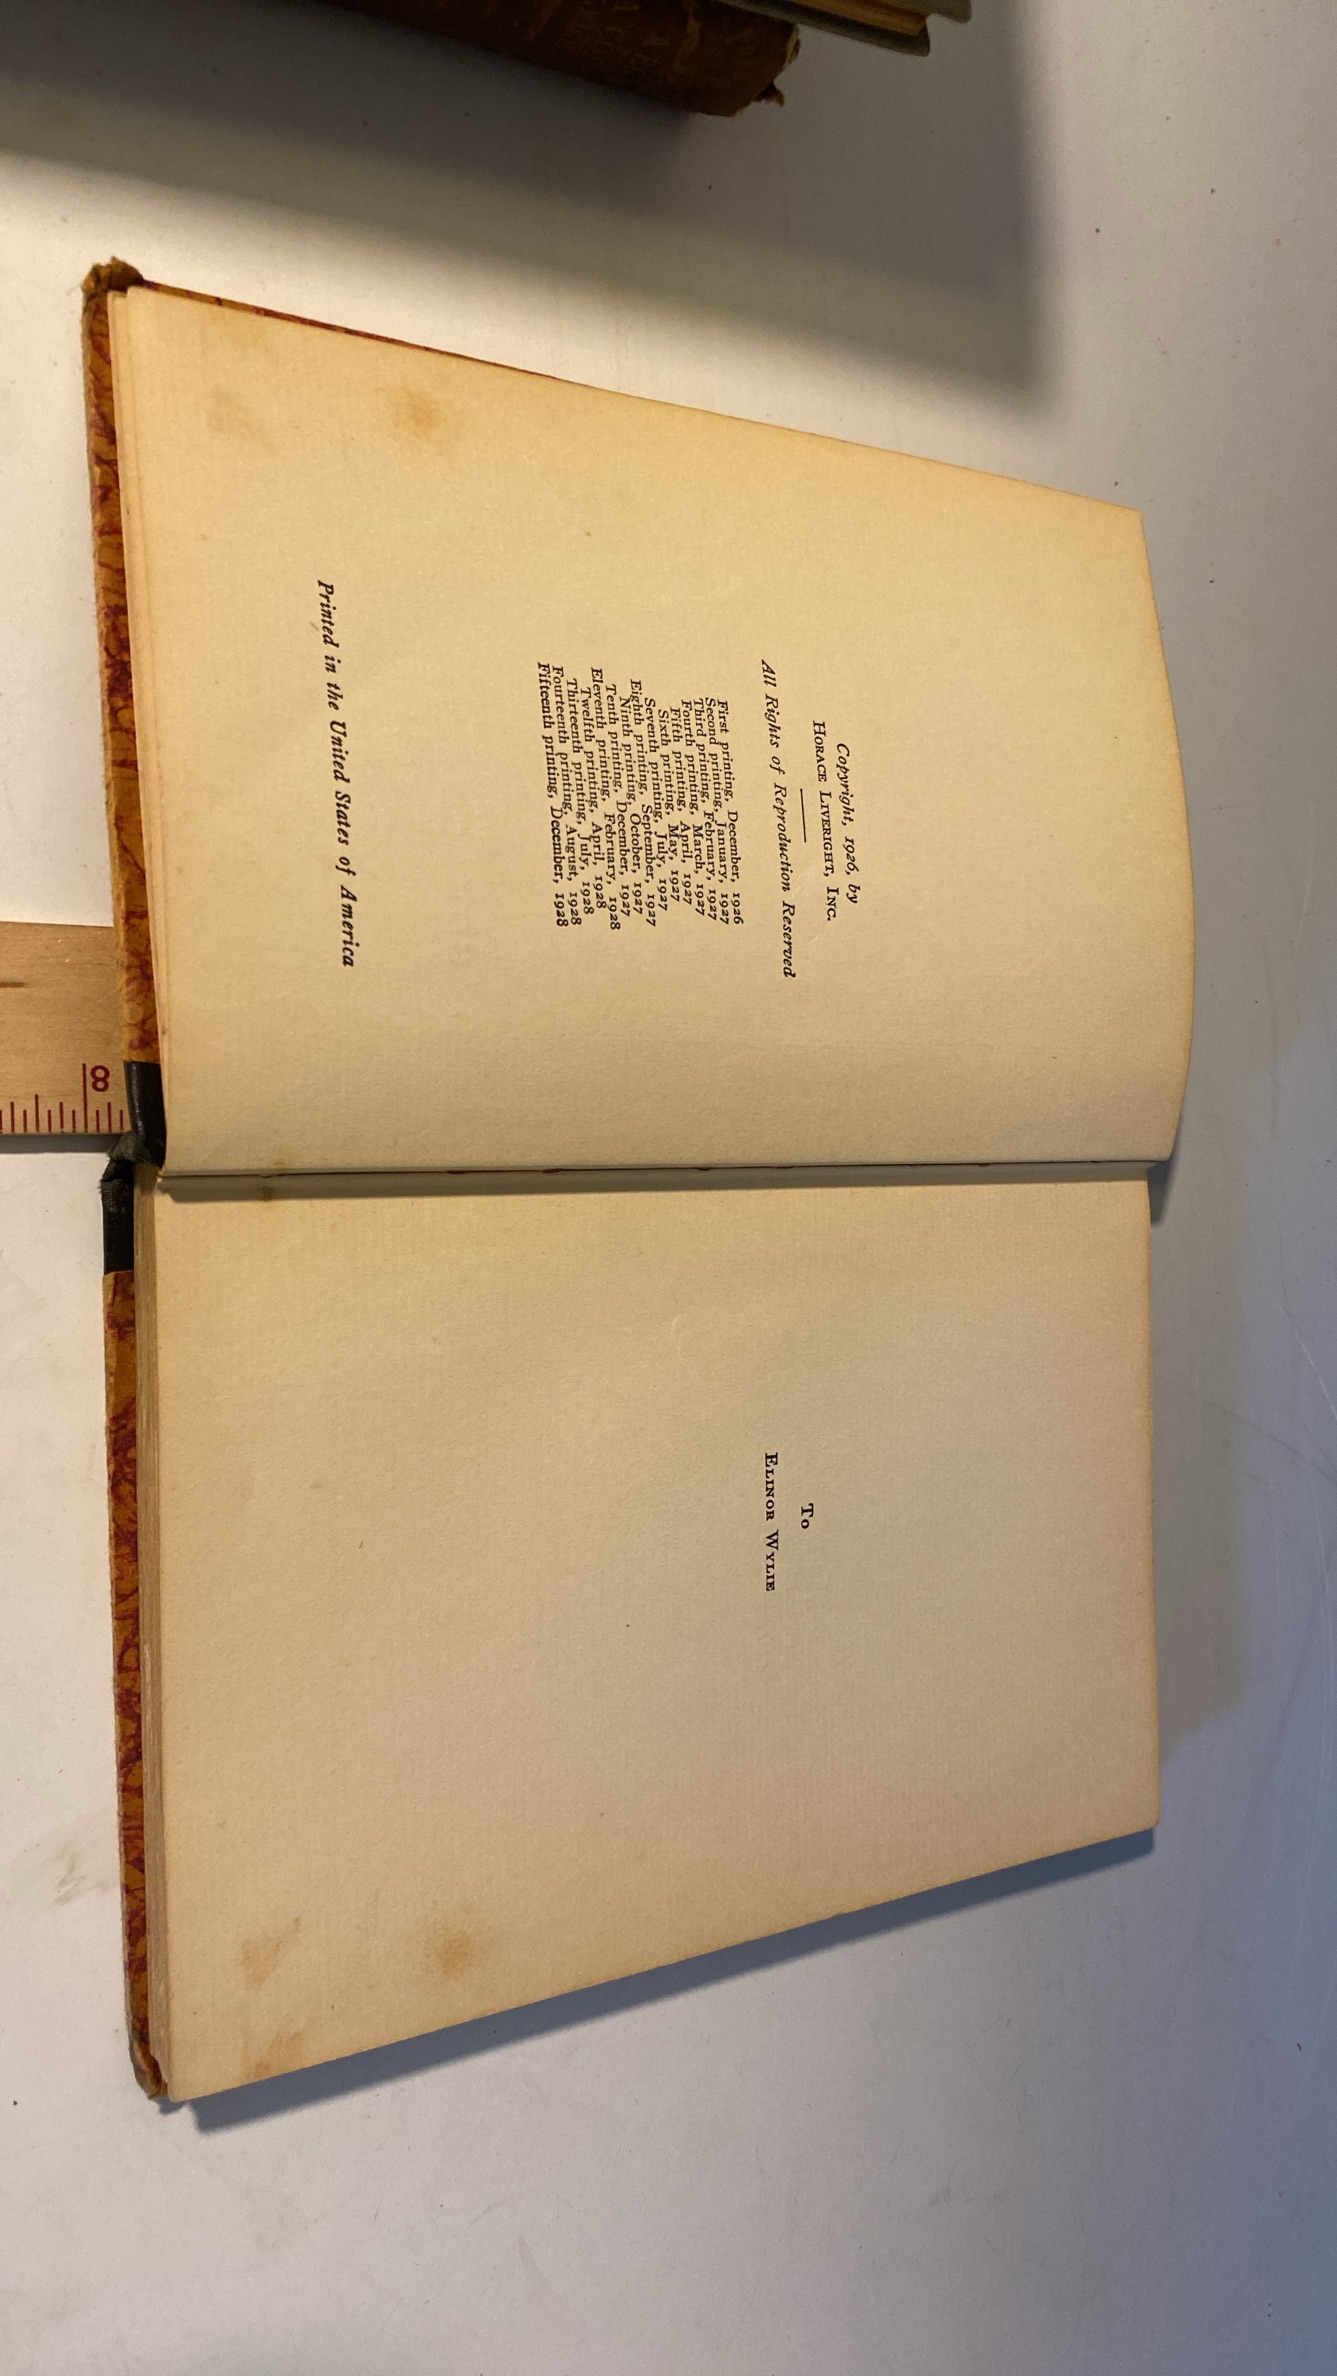 Copyright, 1926, by
HORACE LIVERIGHT, INC.
All Rights of Reproduction Reserved
First printing, December, 1926
Second printing, January, 1927
Third printing, February, 1927
Fourth printing, March, 1927
Fifth printing, April, 1927
Sixth printing, May, 1927
Seventh printing, July, 1927
Eighth printing, September, 1927
Ninth printing, October, 1927
Tenth printing, December, 1927
Eleventh printing, February, 1928
Twelfth printing, April, 1928
Thirteenth printing, July, 1928
Fourteenth printing, August, 1928
Fifteenth printing, December, 1928
Printed in the United States of America
To
ELINOR WYLIE
8